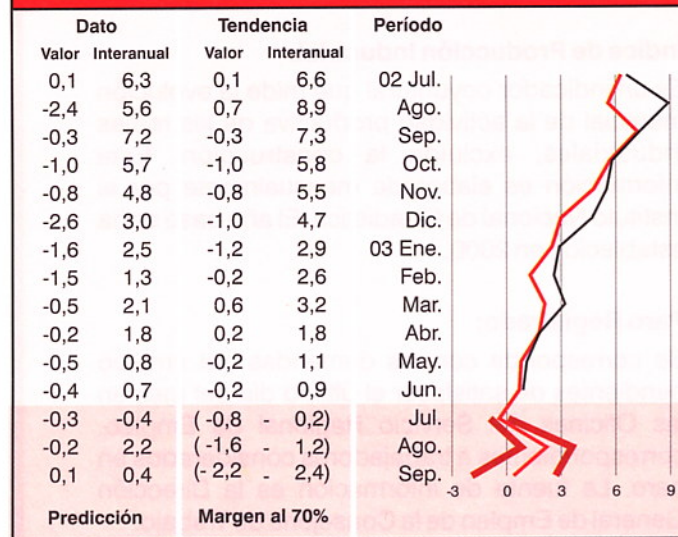 Dato Tendencia Período
Valor Interanual Valor Interanual
0,1 6,3 0,1 6,6 02 Jul.
-2,4 5,6 0,7 8,9 Ago.
-0,3 7,2 -0,3 7,3 Sep.
-1,0 5,7 -1,0 5,8 Oct.
-0,8 4,8 -0,8 5,5 Nov.
-2,6 3,0 -1,0 4,7 Dic.
-1,6 2,5 -1,2 2,9 03 Ene.
-1,5 1,3 -0,2 2,6 Feb.
-0,5 2,1 0,6 3,2 Mar.
-0,2 1,8 0,2 1,8 Abr.
-0,5 0,8 -0,2 1,1 May.
-0,4 0,7 -0,2 0,9 Jun.
-0,3 -0,4 (-0,8 - 0,2) Jul.
0,2 2,2 (-1,6 - 1,2) Ago.
0,1 0,4 (-2,2 - 2,4) Sep.
-3 0 3 6 9
Predicción Margen al 70%